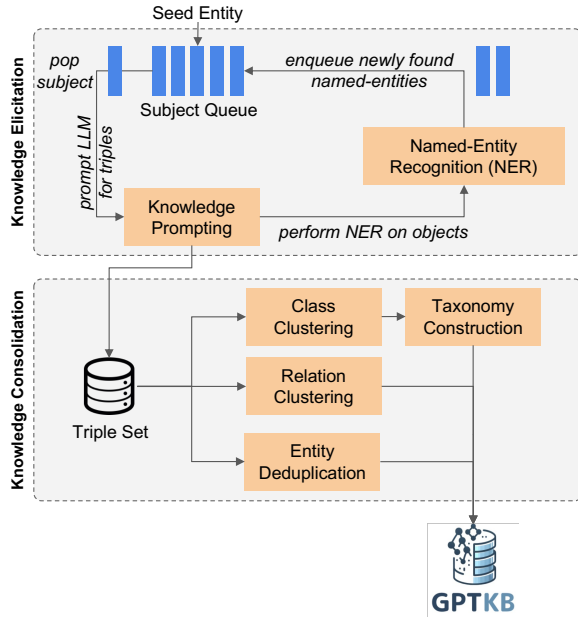 Seed Entity
Knowledge Elicitation
pop
subject
Subject Queue
enqueue newly found
named-entities
prompt LLM
for triples
Named-Entity
Recognition (NER)
Knowledge
Prompting
perform NER on objects
Knowledge Consolidation
Triple Set
Class
Clustering
Taxonomy
Construction
Relation
Clustering
Entity
Deduplication
GPTKB